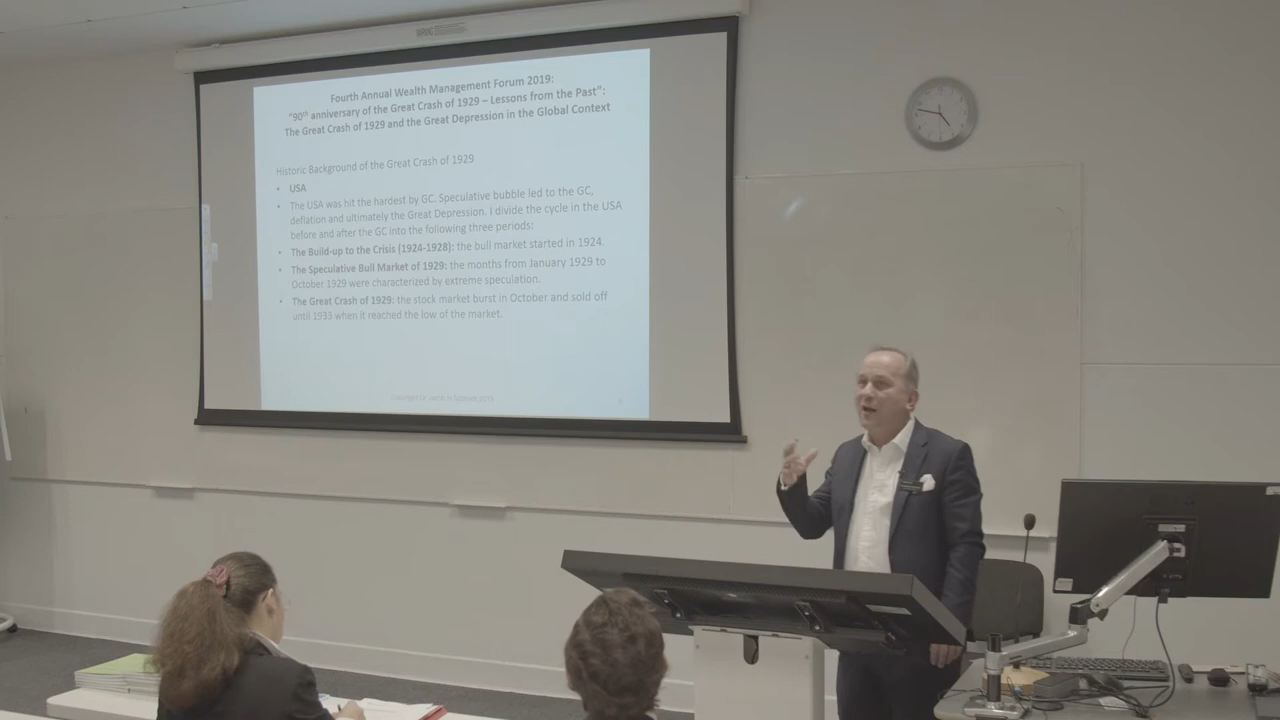 Fourth Annual Wealth Management Forum 2019:
"90th anniversary of the Great Crash of 1929 – Lessons from the Past":
The Great Crash of 1929 and the Great Depression in the Global Context
Historic Background of the Great Crash of 1929
• USA
• The USA was hit the hardest by GC. Speculative bubble led to the GC,
deflation and ultimately the Great Depression. I divide the cycle in the USA
before and after the GC into the following three periods:
• The Build-up to the Crisis (1924-1928): the bull market started in 1924.
• The Speculative Bull Market of 1929: the months from January 1929 to
October 1929 were characterized by extreme speculation.
• The Great Crash of 1929: the stock market burst in October and sold off
until 1933 when it reached the low of the market.